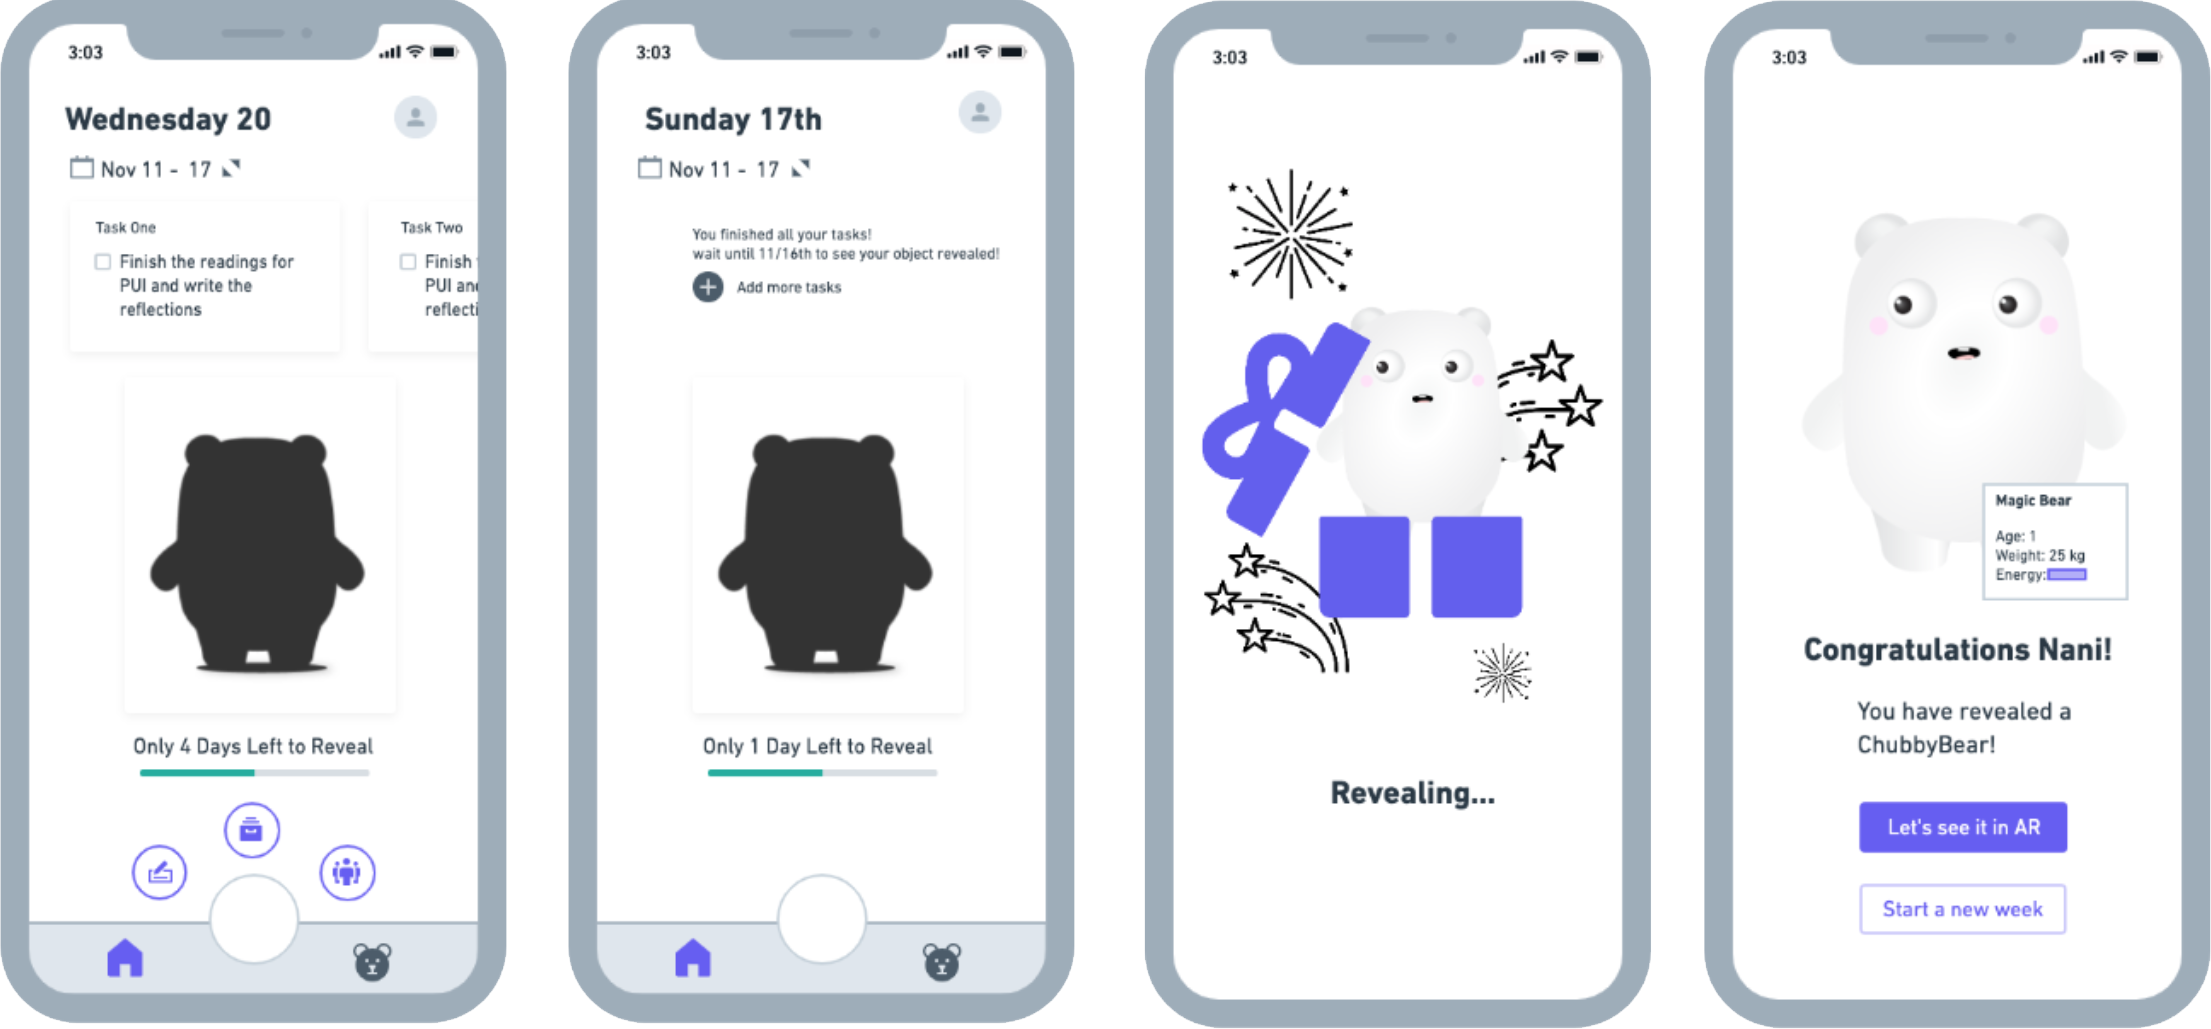 3:03
Wednesday 20
Nov 11 - 17
Task One
Finish the readings for
PUI and write the
reflections
Task Two
Finish
PUI an
reflecti
Only 4 Days Left to Reveal
3:03
Sunday 17th
Nov 11 - 17
You finished all your tasks!
wait until 11/16th to see your object revealed!
Add more tasks
Only 1 Day Left to Reveal
3:03
Revealing...
3:03
Magic Bear
Age: 1
Weight: 25 kg
Energy:
Congratulations Nani!
You have revealed a
ChubbyBear!
Let's see it in AR
Start a new week